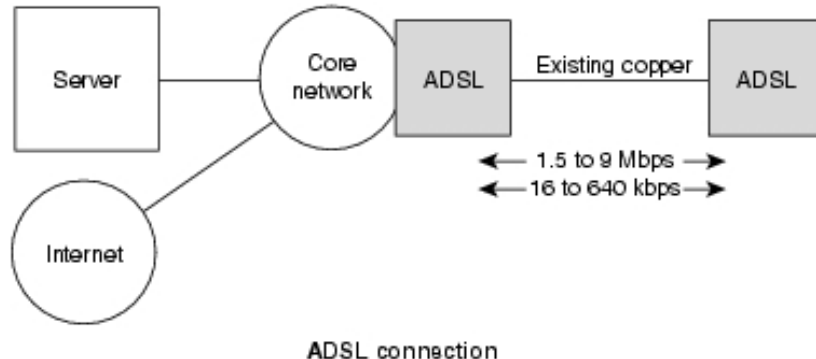 Server
Core
network
ADSL
Existing copper
ADSL
1.5 to 9 Mbps
16 to 640 kbps
Internet
ADSL connection